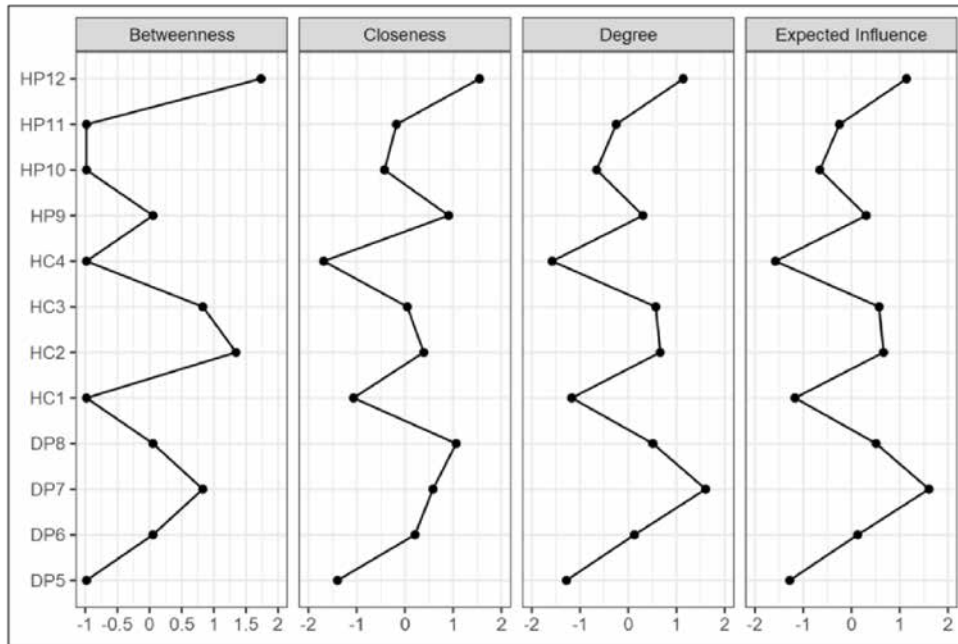 Betweenness Closeness Degree Expected Influence
HP12
HP11
HP10
HP9
HC4
HC3
HC2
HC1
DP8
DP7
DP6
DP5
-1 -0.5 0 0.5 1 1.5 2 -2 -1 0 1 2 -2 -1 0 1 2 -2 -1 0 1 2